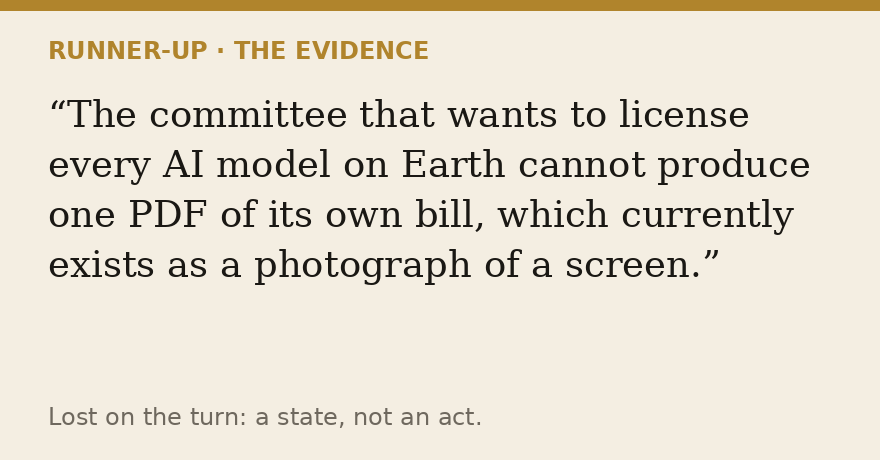 RUNNER-UP · THE EVIDENCE
“The committee that wants to license
every AI model on Earth cannot produce
one PDF of its own bill, which currently
exists as a photograph of a screen.”
Lost on the turn: a state, not an act.